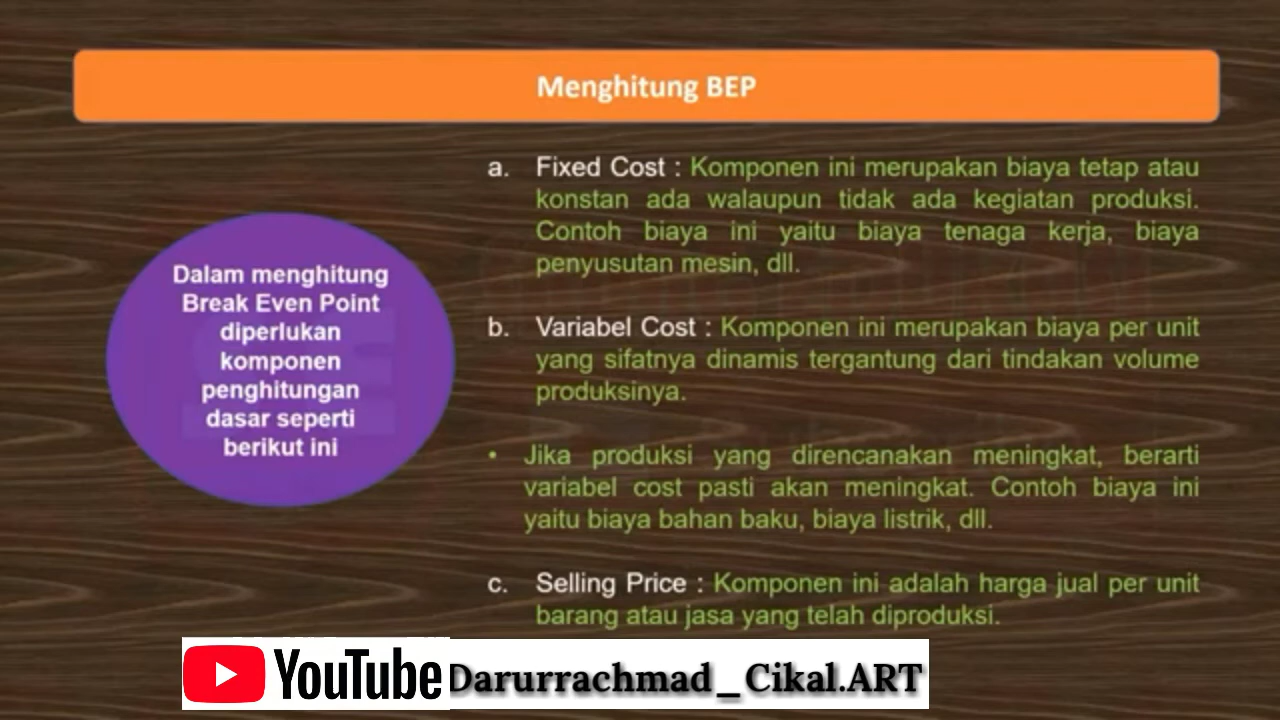 Menghitung BEP
Dalam menghitung
Break Even Point
diperlukan
komponen
penghitungan
dasar seperti
berikut ini
a. Fixed Cost : Komponen ini merupakan biaya tetap atau
konstan ada walaupun tidak ada kegiatan produksi.
Contoh biaya ini yaitu biaya tenaga kerja, biaya
penyusutan mesin, dll.
b. Variabel Cost : Komponen ini merupakan biaya per unit
yang sifatnya dinamis tergantung dari tindakan volume
produksinya.
• Jika produksi yang direncanakan meningkat, berarti
variabel cost pasti akan meningkat. Contoh biaya ini
yaitu biaya bahan baku, biaya listrik, dll.
c. Selling Price : Komponen ini adalah harga jual per unit
barang atau jasa yang telah diproduksi.
YouTube Darurrachmad_Cikal.ART